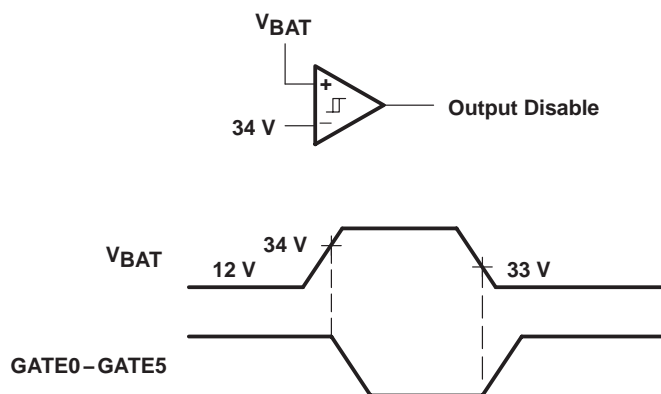 VBAT
+
34 V
–
Output Disable
34 V
VBAT
12 V
33 V
GATE0–GATE5